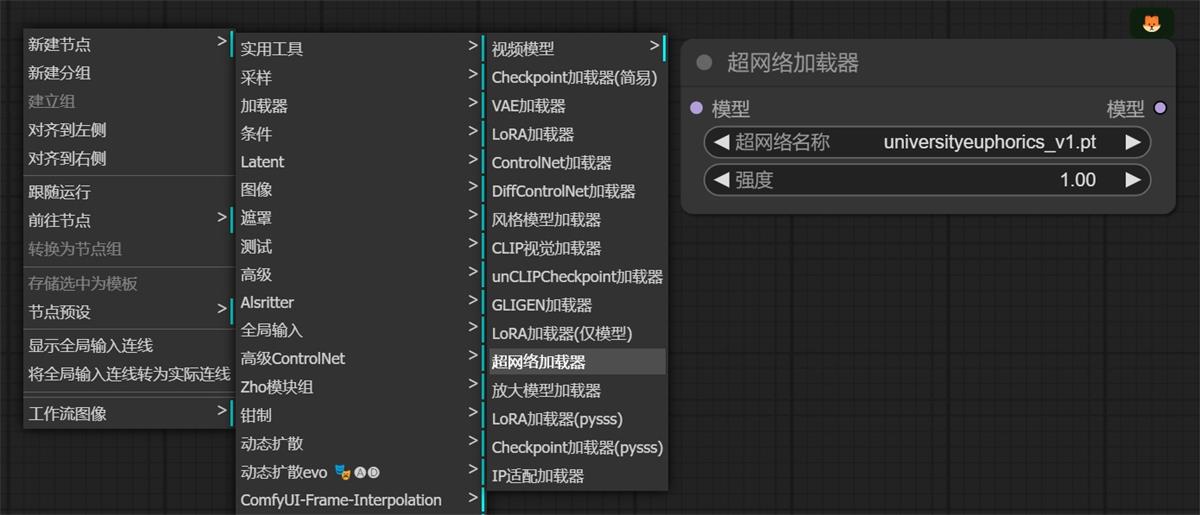 新建节点
新建分组
建立组
对齐到左侧
对齐到右侧
跟随运行
前往节点
转换为节点组
存储选中为模板
节点预设
显示全局输入连线
将全局输入连线转为实际连线
工作流图像
实用工具
采样
加载器
条件
Latent
图像
遮罩
测试
高级
Alsritter
全局输入
高级ControlNet
Zho模块组
钳制
动态扩散
动态扩散evo 🎭🅐🅓
ComfyUI-Frame-Interpolation
视频模型
Checkpoint加载器(简易)
VAE加载器
LoRA加载器
ControlNet加载器
DiffControlNet加载器
风格模型加载器
CLIP视觉加载器
unCLIPCheckpoint加载器
GLIGEN加载器
LoRA加载器(仅模型)
超网络加载器
放大模型加载器
LoRA加载器(pysss)
Checkpoint加载器(pysss)
IP适配加载器
超网络加载器
模型 模型
超网络名称 universityeuphorics_v1.pt
强度 1.00